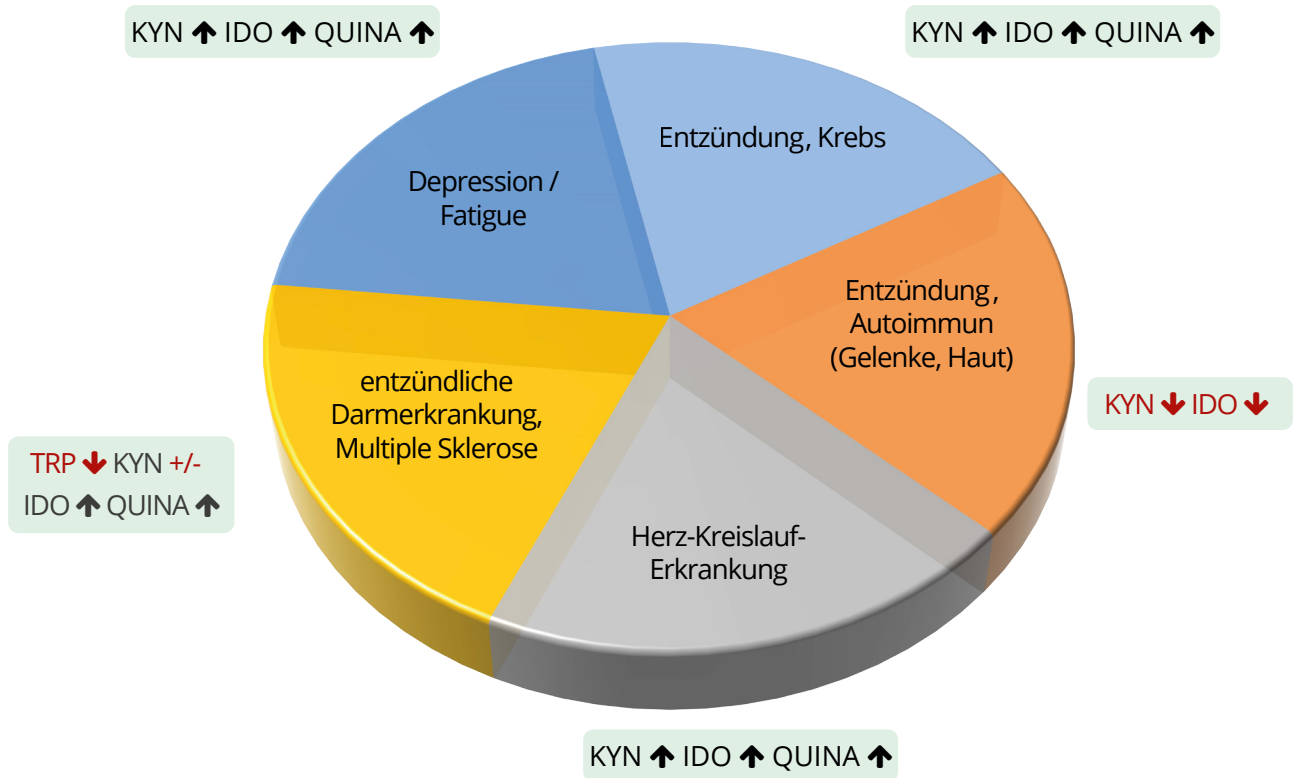 KYN ↑ IDO ↑ QUINA ↑
KYN ↑ IDO ↑ QUINA ↑
Entzündung, Krebs
Depression /
Fatigue
Entzündung,
Autoimmun
(Gelenke, Haut)
entzündliche
Darmerkrankung,
Multiple Sklerose
KYN ↓ IDO ↓
TRP ↓ KYN +/-
IDO ↑ QUINA ↑
Herz-Kreislauf-
Erkrankung
KYN ↑ IDO ↑ QUINA ↑